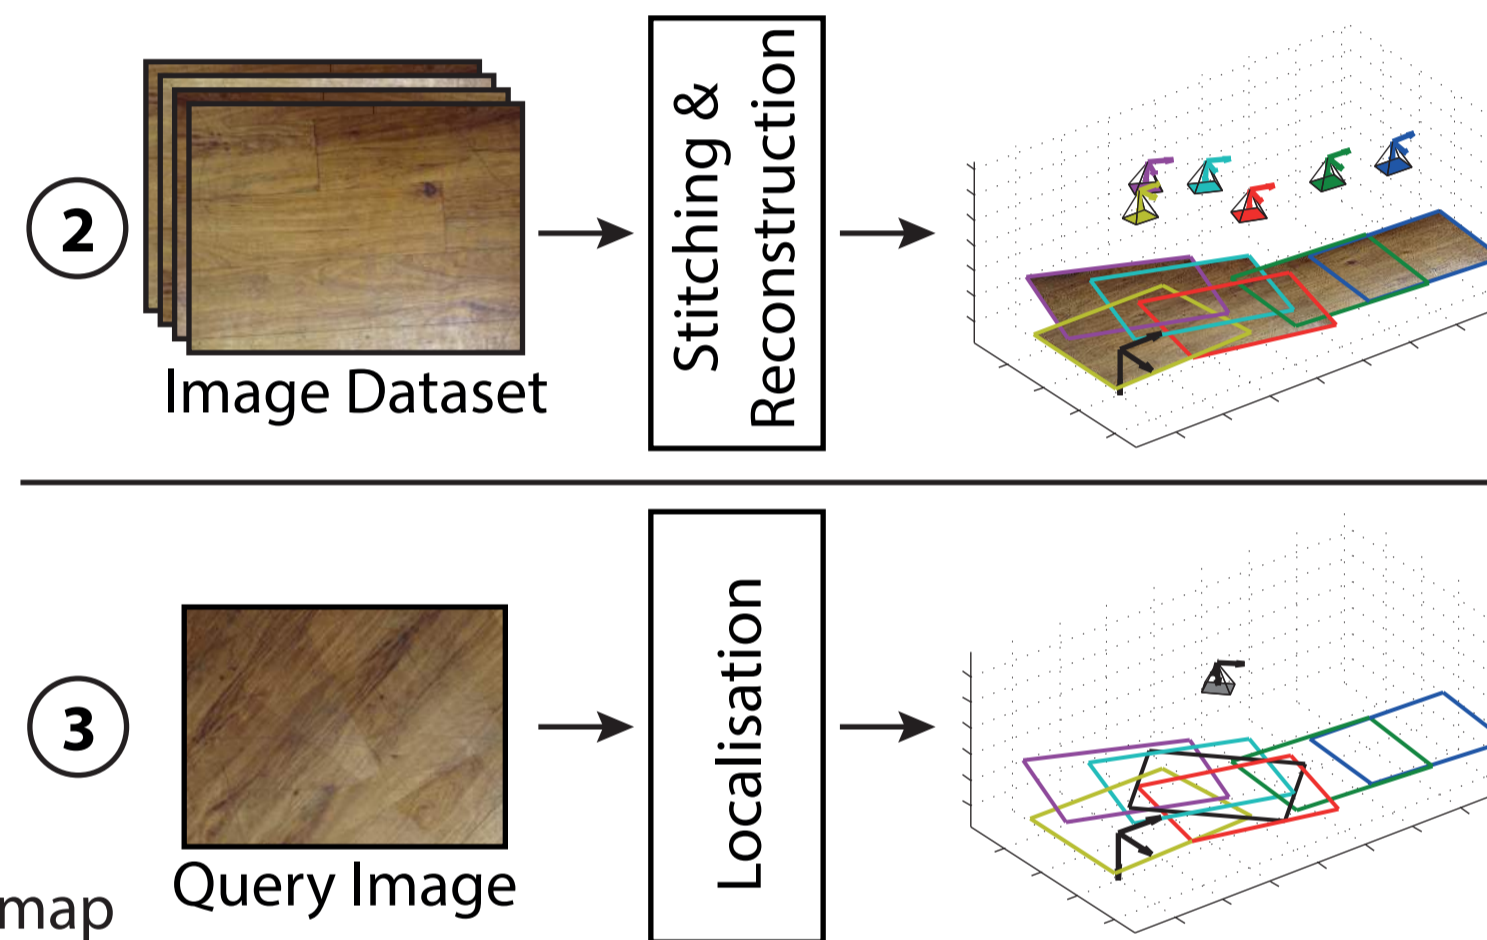 2
Image Dataset
Stitching &
Reconstruction
3
Query Image
Localisation
map